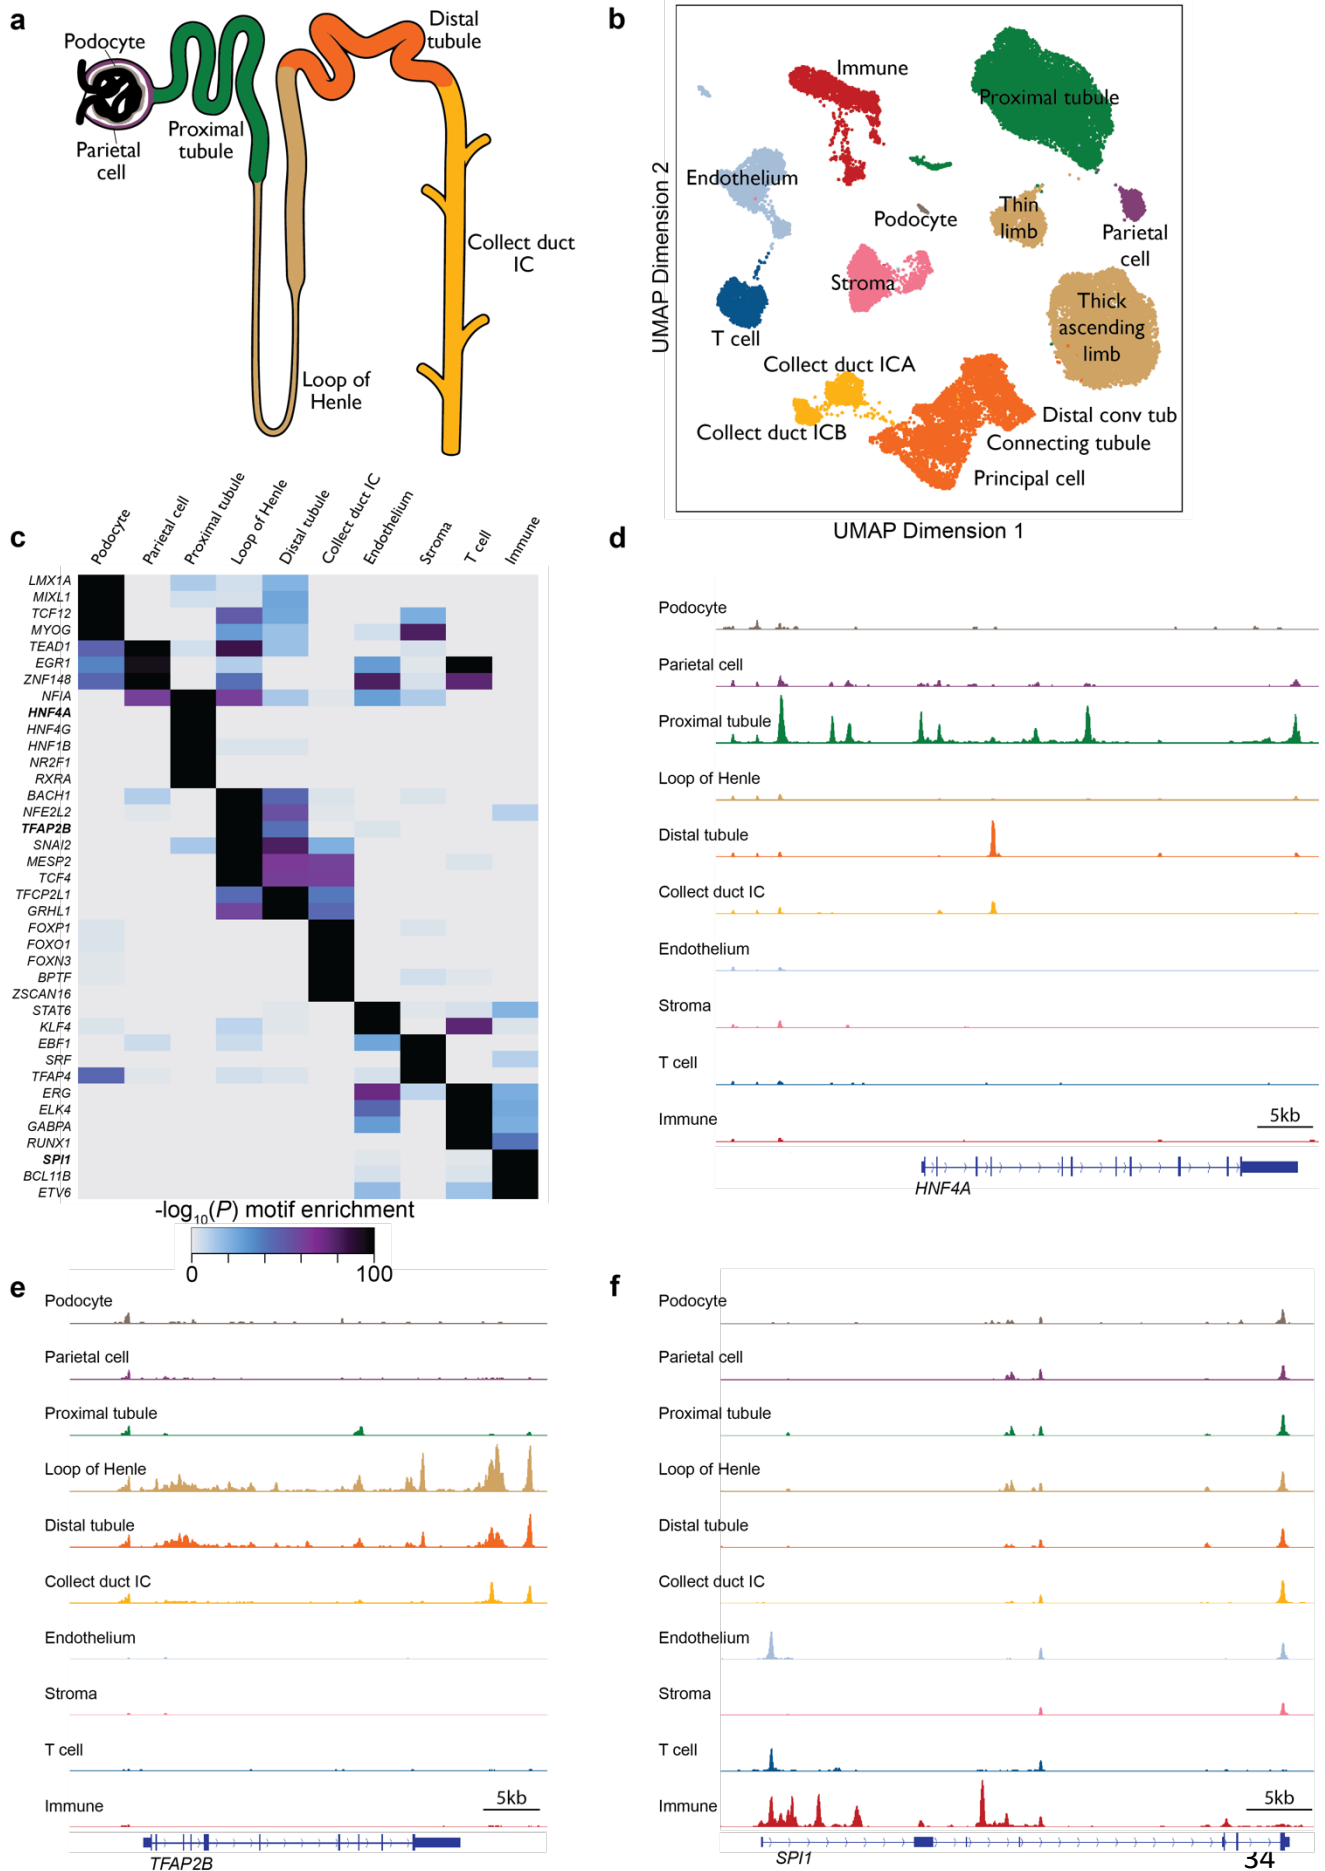 a
Podocyte
Parietal
cell
Proximal
tubule
Distal
tubule
Collect duct
IC
Loop of
Henle
b
Immune
Proximal tubule
Endothelium
Podocyte
Thin
limb
Parietal
cell
Stroma
T cell
Thick
ascending
limb
Collect duct ICA
Collect duct ICB
Distal conv tub
Connecting tubule
Principal cell
UMAP Dimension 2
UMAP Dimension 1
c
Podocyte
Parietal cell
Proximal tubule
Loop of Henle
Distal tubule
Collect duct IC
Endothelium
Stroma
T cell
Immune
LMX1A
MIXL1
TCF12
MYOG
TEAD1
EGR1
ZNF148
NFIA
HNF4A
HNF4G
HNF1B
NR2F1
RXRA
BACH1
NFE2L2
TFAP2B
SNAI2
MESP2
TCF4
TFCP2L1
GRHL1
FOXP1
FOXO1
FOXN3
BPTF
ZSCAN16
STAT6
KLF4
EBF1
SRF
TFAP4
ERG
ELK4
GABPA
RUNX1
SPI1
BCL11B
ETV6
-log10(P) motif enrichment
0 100
d
Podocyte
Parietal cell
Proximal tubule
Loop of Henle
Distal tubule
Collect duct IC
Endothelium
Stroma
T cell
Immune
5kb
HNF4A
e
Podocyte
Parietal cell
Proximal tubule
Loop of Henle
Distal tubule
Collect duct IC
Endothelium
Stroma
T cell
Immune
5kb
TFAP2B
f
Podocyte
Parietal cell
Proximal tubule
Loop of Henle
Distal tubule
Collect duct IC
Endothelium
Stroma
T cell
Immune
5kb
SPI1
34